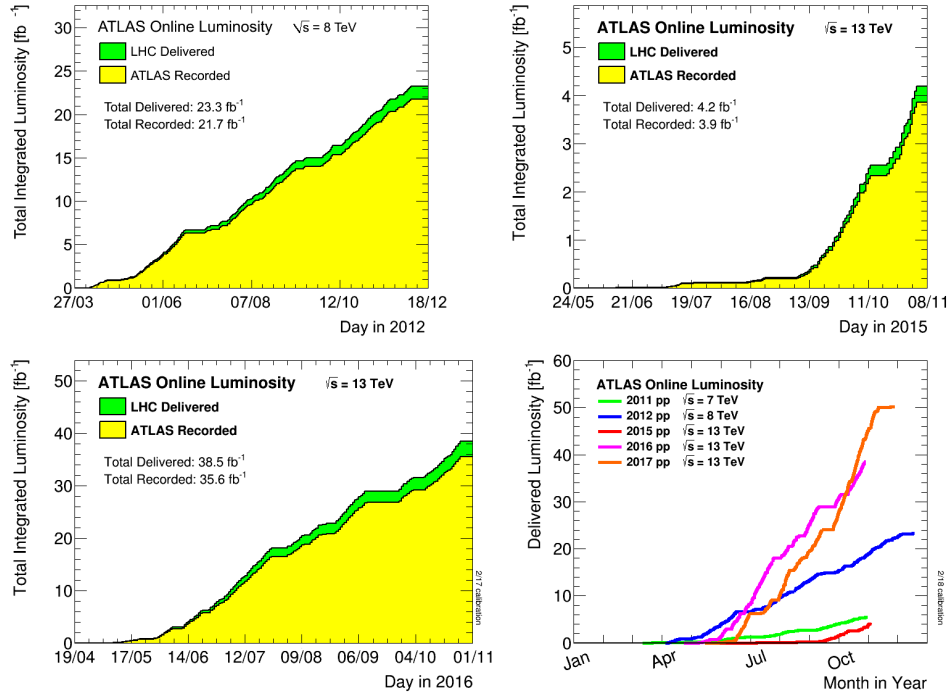 ATLAS Online Luminosity √s = 8 TeV
LHC Delivered
ATLAS Recorded
Total Delivered: 23.3 fb⁻¹
Total Recorded: 21.7 fb⁻¹
Total Integrated Luminosity [fb⁻¹]
30
25
20
15
10
5
0
27/03 01/06 07/08 12/10 18/12
Day in 2012
ATLAS Online Luminosity √s = 13 TeV
LHC Delivered
ATLAS Recorded
Total Delivered: 4.2 fb⁻¹
Total Recorded: 3.9 fb⁻¹
Total Integrated Luminosity [fb⁻¹]
5
4
3
2
1
0
24/05 21/06 19/07 16/08 13/09 11/10 08/11
Day in 2015
ATLAS Online Luminosity √s = 13 TeV
LHC Delivered
ATLAS Recorded
Total Delivered: 38.5 fb⁻¹
Total Recorded: 35.6 fb⁻¹
Total Integrated Luminosity [fb⁻¹]
50
40
30
20
10
0
19/04 17/05 14/06 12/07 09/08 06/09 04/10 01/11
Day in 2016
2/17 calibration
ATLAS Online Luminosity
2011 pp √s = 7 TeV
2012 pp √s = 8 TeV
2015 pp √s = 13 TeV
2016 pp √s = 13 TeV
2017 pp √s = 13 TeV
Delivered Luminosity [fb⁻¹]
60
50
40
30
20
10
0
Jan Apr Jul Oct
Month in Year
2/18 calibration